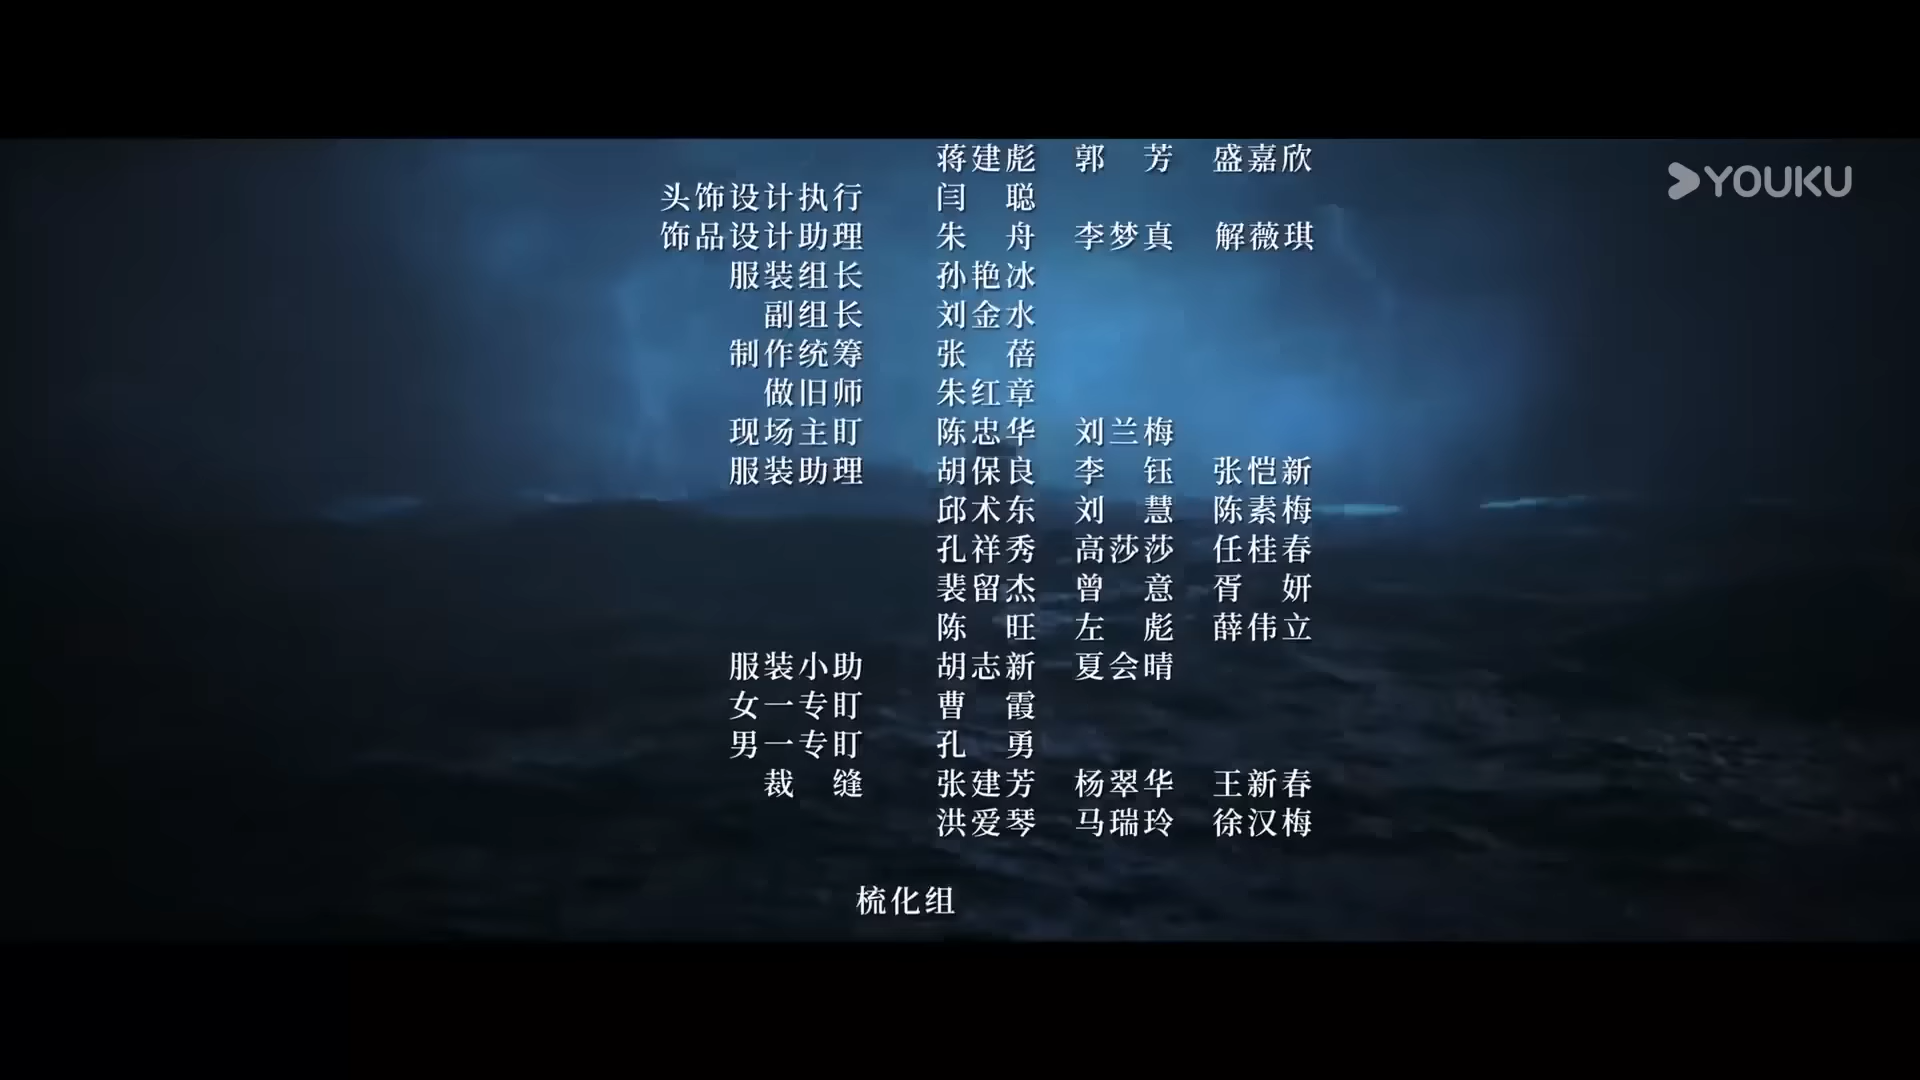 蒋建彪 郭 芳 盛嘉欣
YOUKU
头饰设计执行 闫 聪
饰品设计助理 朱 舟 李梦真 解薇琪
服装组长 孙艳冰
副组长 刘金水
制作统筹 张 蓓
做旧师 朱红章
现场主盯 陈忠华 刘兰梅
服装助理 胡保良 李 钰 张恺新
邱术东 刘 慧 陈素梅
孔祥秀 高莎莎 任桂春
裴留杰 曾 意 胥 妍
陈 旺 左 彪 薛伟立
服装小助 胡志新 夏会晴
女一专盯 曹 霞
男一专盯 孔 勇
裁 缝 张建芳 杨翠华 王新春
洪爱琴 马瑞玲 徐汉梅
梳化组